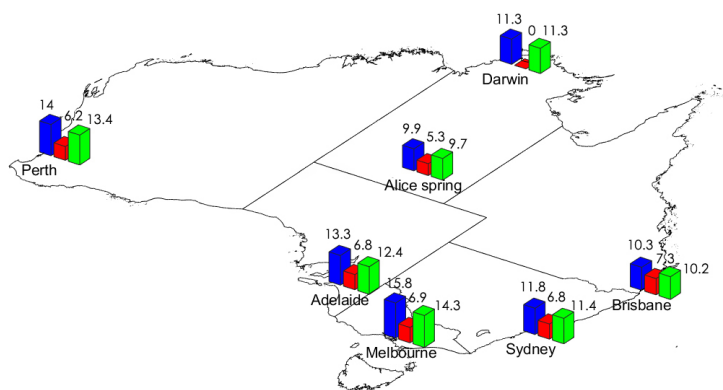 11.3 0 11.3
Darwin
14 6.2 13.4
Perth
9.9 5.3 9.7
Alice spring
13.3 6.8 12.4
Adelaide
15.8 6.9 14.3
Melbourne
11.8 6.8 11.4
Sydney
10.3 7.3 10.2
Brisbane